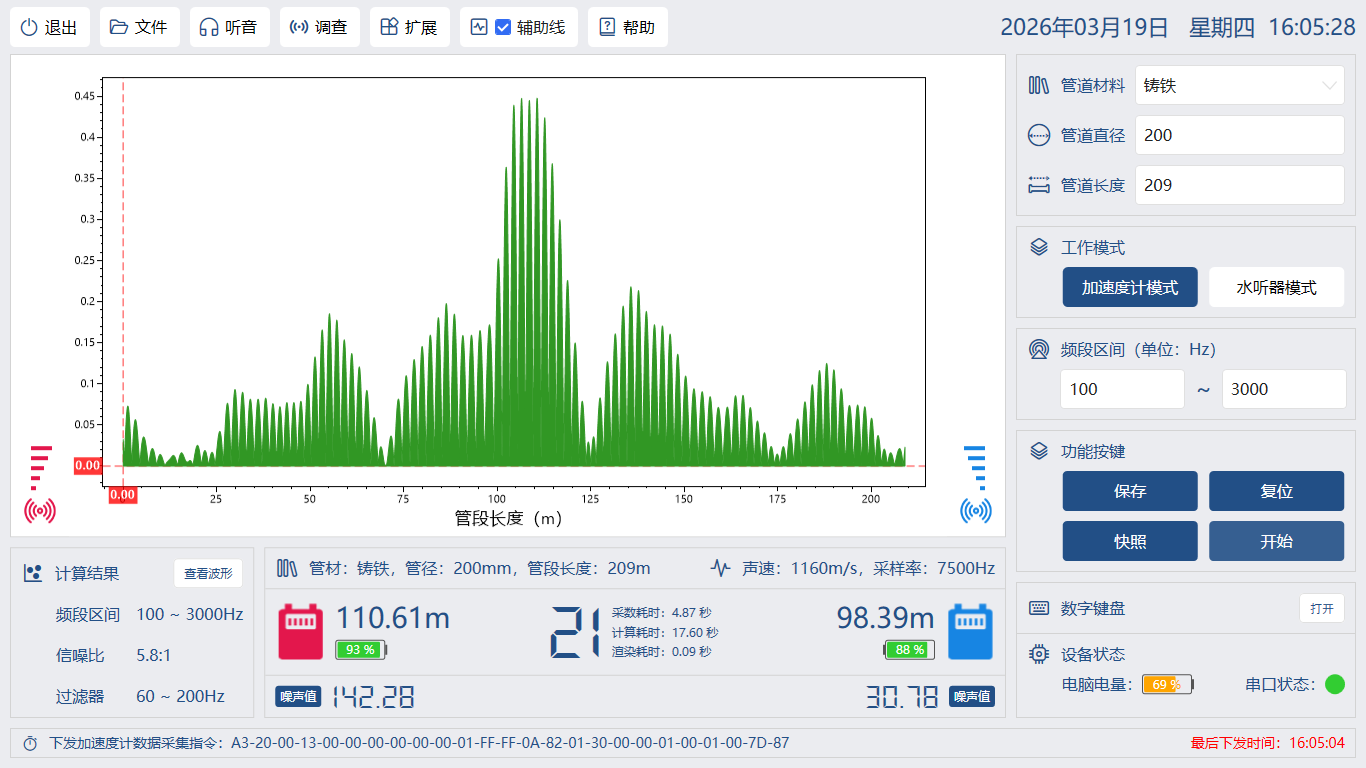 退出 文件 听音 调查 扩展 辅助线 帮助 2026年03月19日 星期四 16:05:28
0.45
0.4
0.35
0.3
0.25
0.2
0.15
0.1
0.05
0.00
0.00 25 50 75 100 125 150 175 200
管段长度（m）
管道材料 铸铁
管道直径 200
管道长度 209
工作模式
加速度计模式 水听器模式
频段区间（单位：Hz）
100 ~ 3000
功能按键
保存 复位
快照 开始
数字键盘 打开
设备状态
电脑电量： 69 % 串口状态：
计算结果 查看波形
频段区间 100 ~ 3000Hz
信噪比 5.8:1
过滤器 60 ~ 200Hz
管材：铸铁，管径：200mm，管段长度：209m 声速：1160m/s，采样率：7500Hz
110.61m
93 %
21
采数耗时：4.87 秒
计算耗时：17.60 秒
渲染耗时：0.09 秒
98.39m
88 %
噪声值 142.28 30.78 噪声值
下发加速度计数据采集指令：A3-20-00-13-00-00-00-00-00-00-01-FF-FF-0A-82-01-30-00-00-01-00-01-00-7D-87 最后下发时间：16:05:04